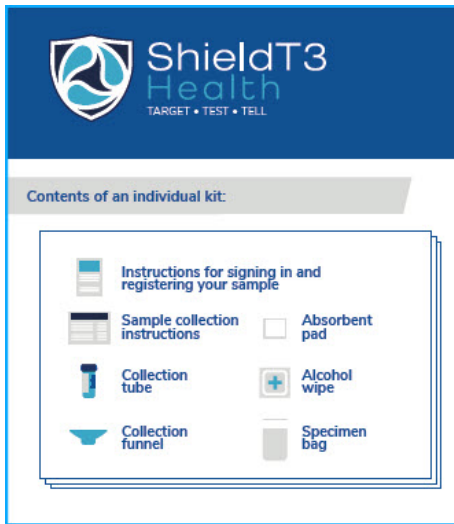 ShieldT3
Health
TARGET • TEST • TELL
Contents of an individual kit:
Instructions for signing in and
registering your sample
Sample collection
instructions
Absorbent
pad
Collection
tube
Alcohol
wipe
Collection
funnel
Specimen
bag